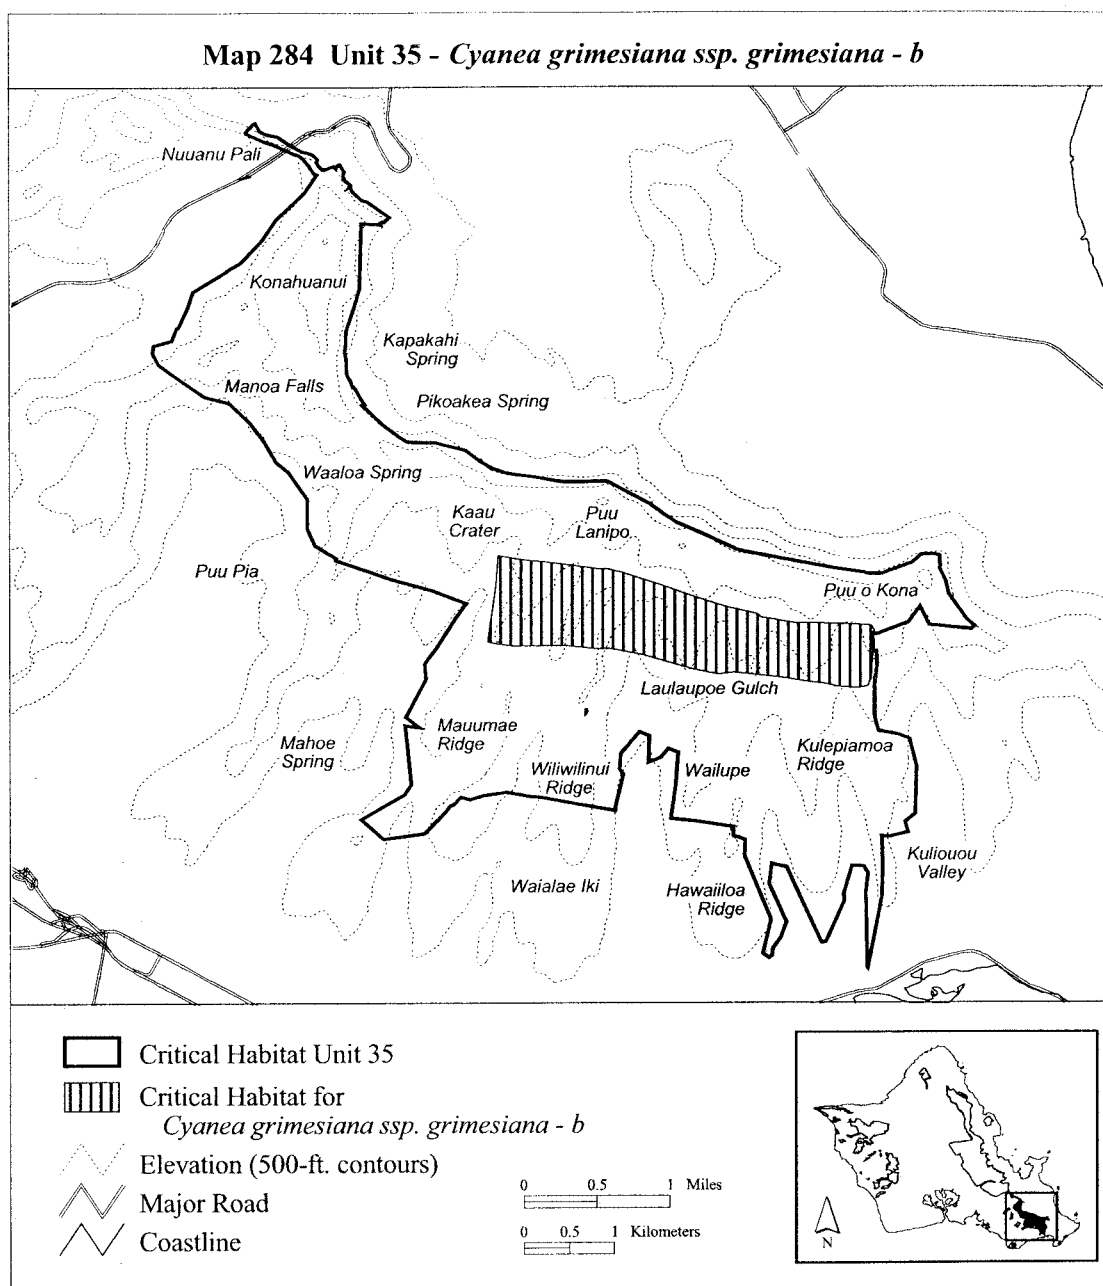 Map 284 Unit 35 - Cyanea grimesiana ssp. grimesiana - b
Nuuanu Pali
Konahuanui
Kapakahi
Spring
Manoa Falls
Pikoakea Spring
Waaloa Spring
Kaau
Crater
Puu
Lanipo
Puu Pia
Puu o Kona
Laulaupoe Gulch
Mauumae
Ridge
Mahoe
Spring
Wiliwilinui
Ridge
Wailupe
Kulepiamoa
Ridge
Kuliouou
Valley
Waialae Iki
Hawaiiloa
Ridge
Critical Habitat Unit 35
Critical Habitat for
Cyanea grimesiana ssp. grimesiana - b
Elevation (500-ft. contours)
Major Road
Coastline
0 0.5 1 Miles
0 0.5 1 Kilometers
N